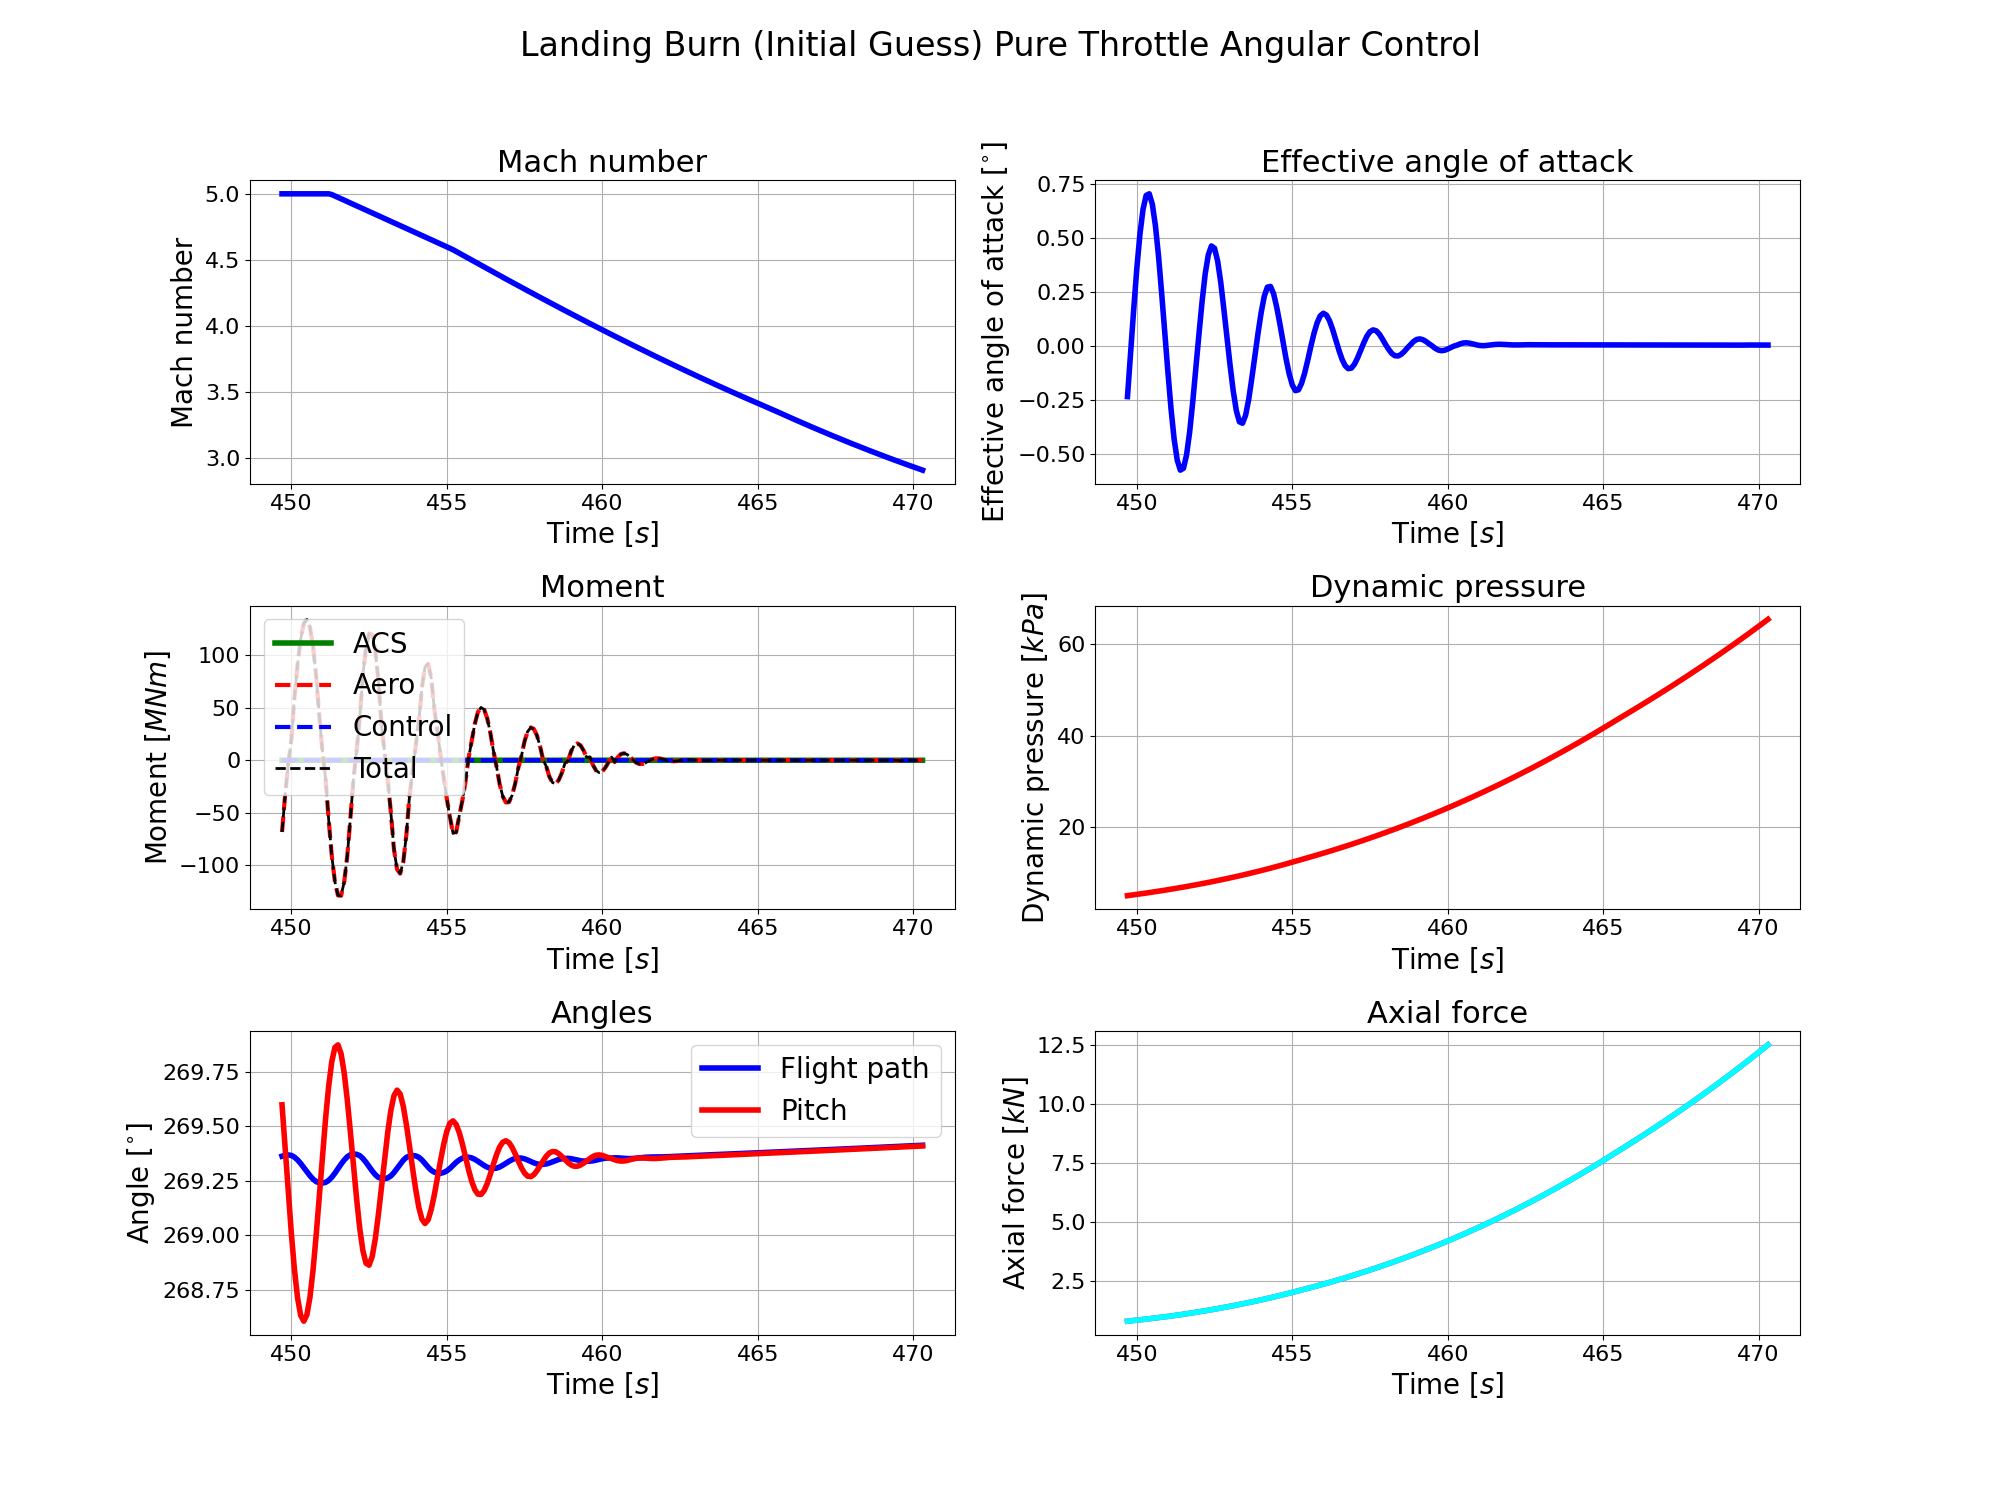 Landing Burn (Initial Guess) Pure Throttle Angular Control
Mach number
Mach number
5.0
4.5
4.0
3.5
3.0
450 455 460 465 470
Time [s]
Effective angle of attack
Effective angle of attack [°]
0.75
0.50
0.25
0.00
−0.25
−0.50
450 455 460 465 470
Time [s]
Moment
Moment [MNm]
100
50
0
−50
−100
ACS
Aero
Control
Total
450 455 460 465 470
Time [s]
Dynamic pressure
Dynamic pressure [kPa]
60
40
20
450 455 460 465 470
Time [s]
Angles
Angle [°]
269.75
269.50
269.25
269.00
268.75
Flight path
Pitch
450 455 460 465 470
Time [s]
Axial force
Axial force [kN]
12.5
10.0
7.5
5.0
2.5
450 455 460 465 470
Time [s]